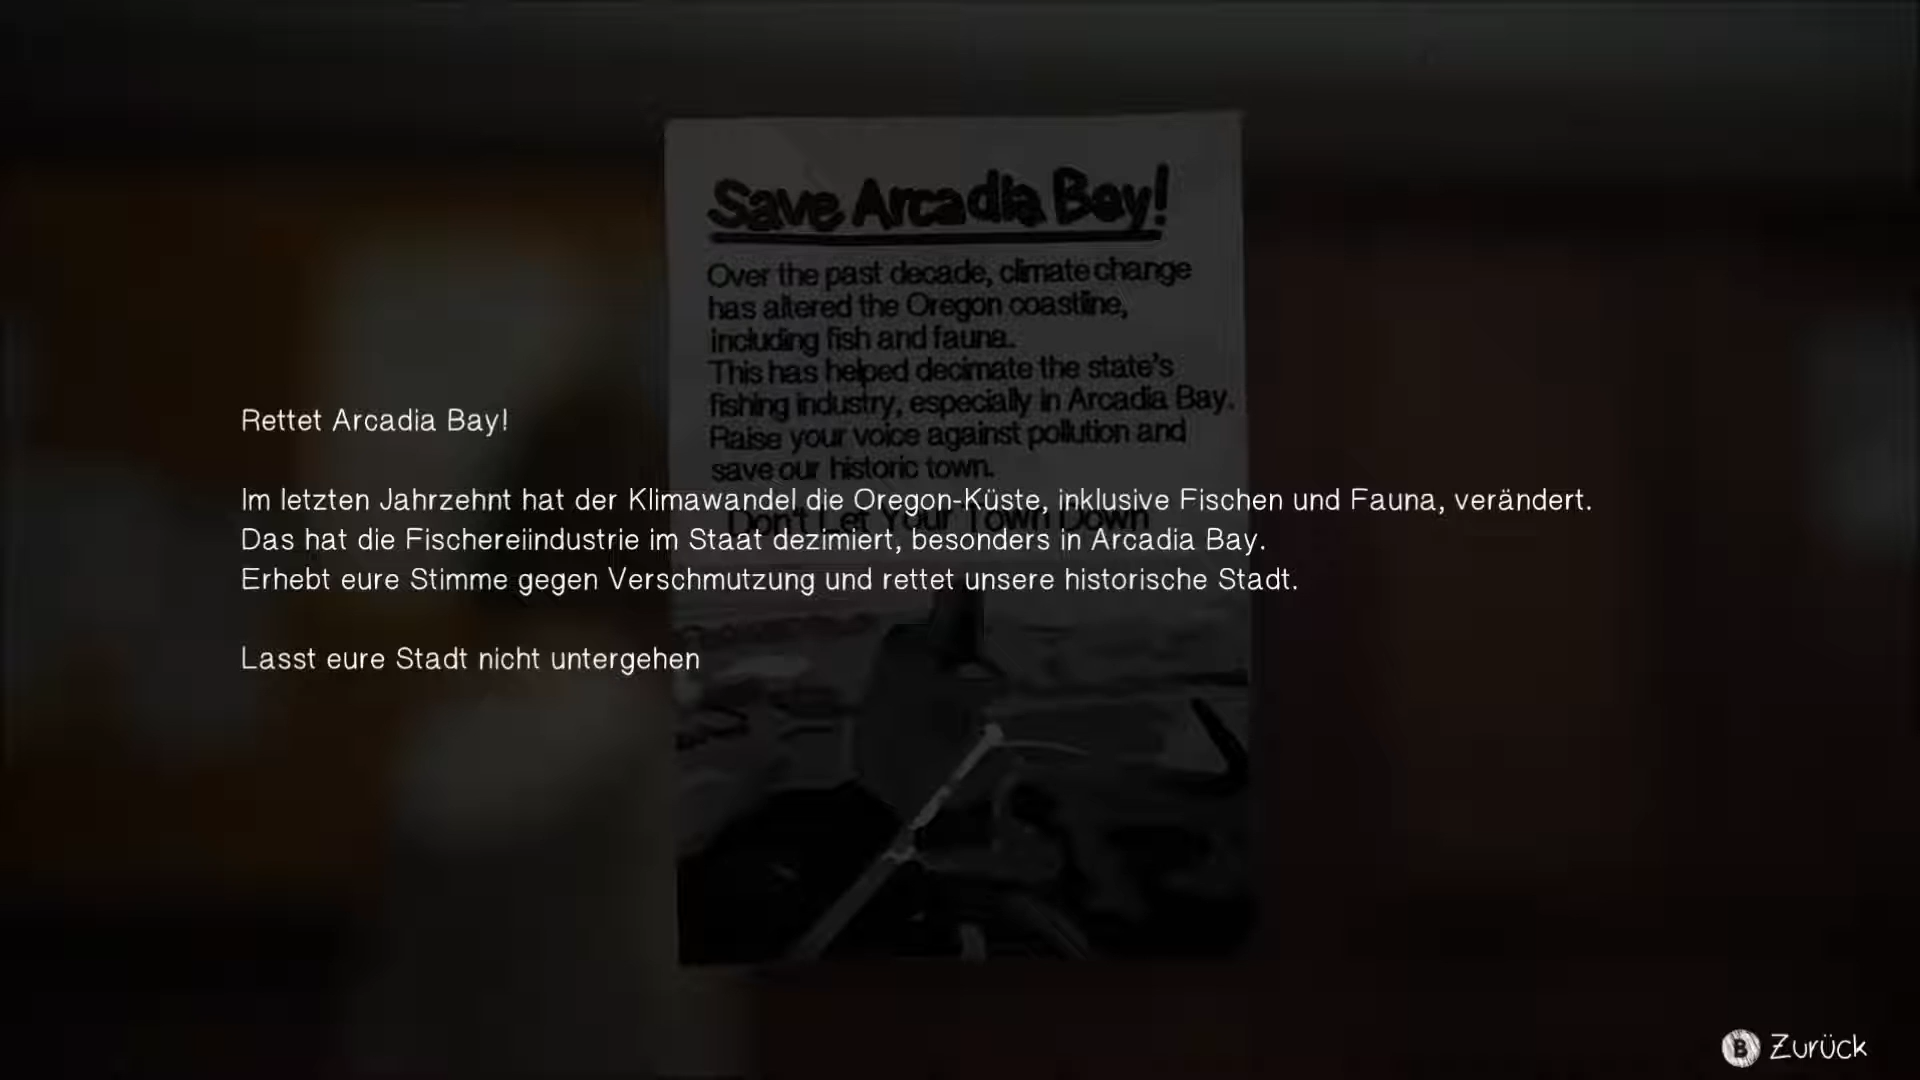 Save Arcadia Bay!
Over the past decade, climate change
has altered the Oregon coastline,
including fish and fauna.
This has helped decimate the state's
fishing industry, especially in Arcadia Bay.
Raise your voice against pollution and
save our historic town.
Don't Let Your Town Down
Rettet Arcadia Bay!
Im letzten Jahrzehnt hat der Klimawandel die Oregon-Küste, inklusive Fischen und Fauna, verändert.
Das hat die Fischereiindustrie im Staat dezimiert, besonders in Arcadia Bay.
Erhebt eure Stimme gegen Verschmutzung und rettet unsere historische Stadt.
Lasst eure Stadt nicht untergehen
B Zurück